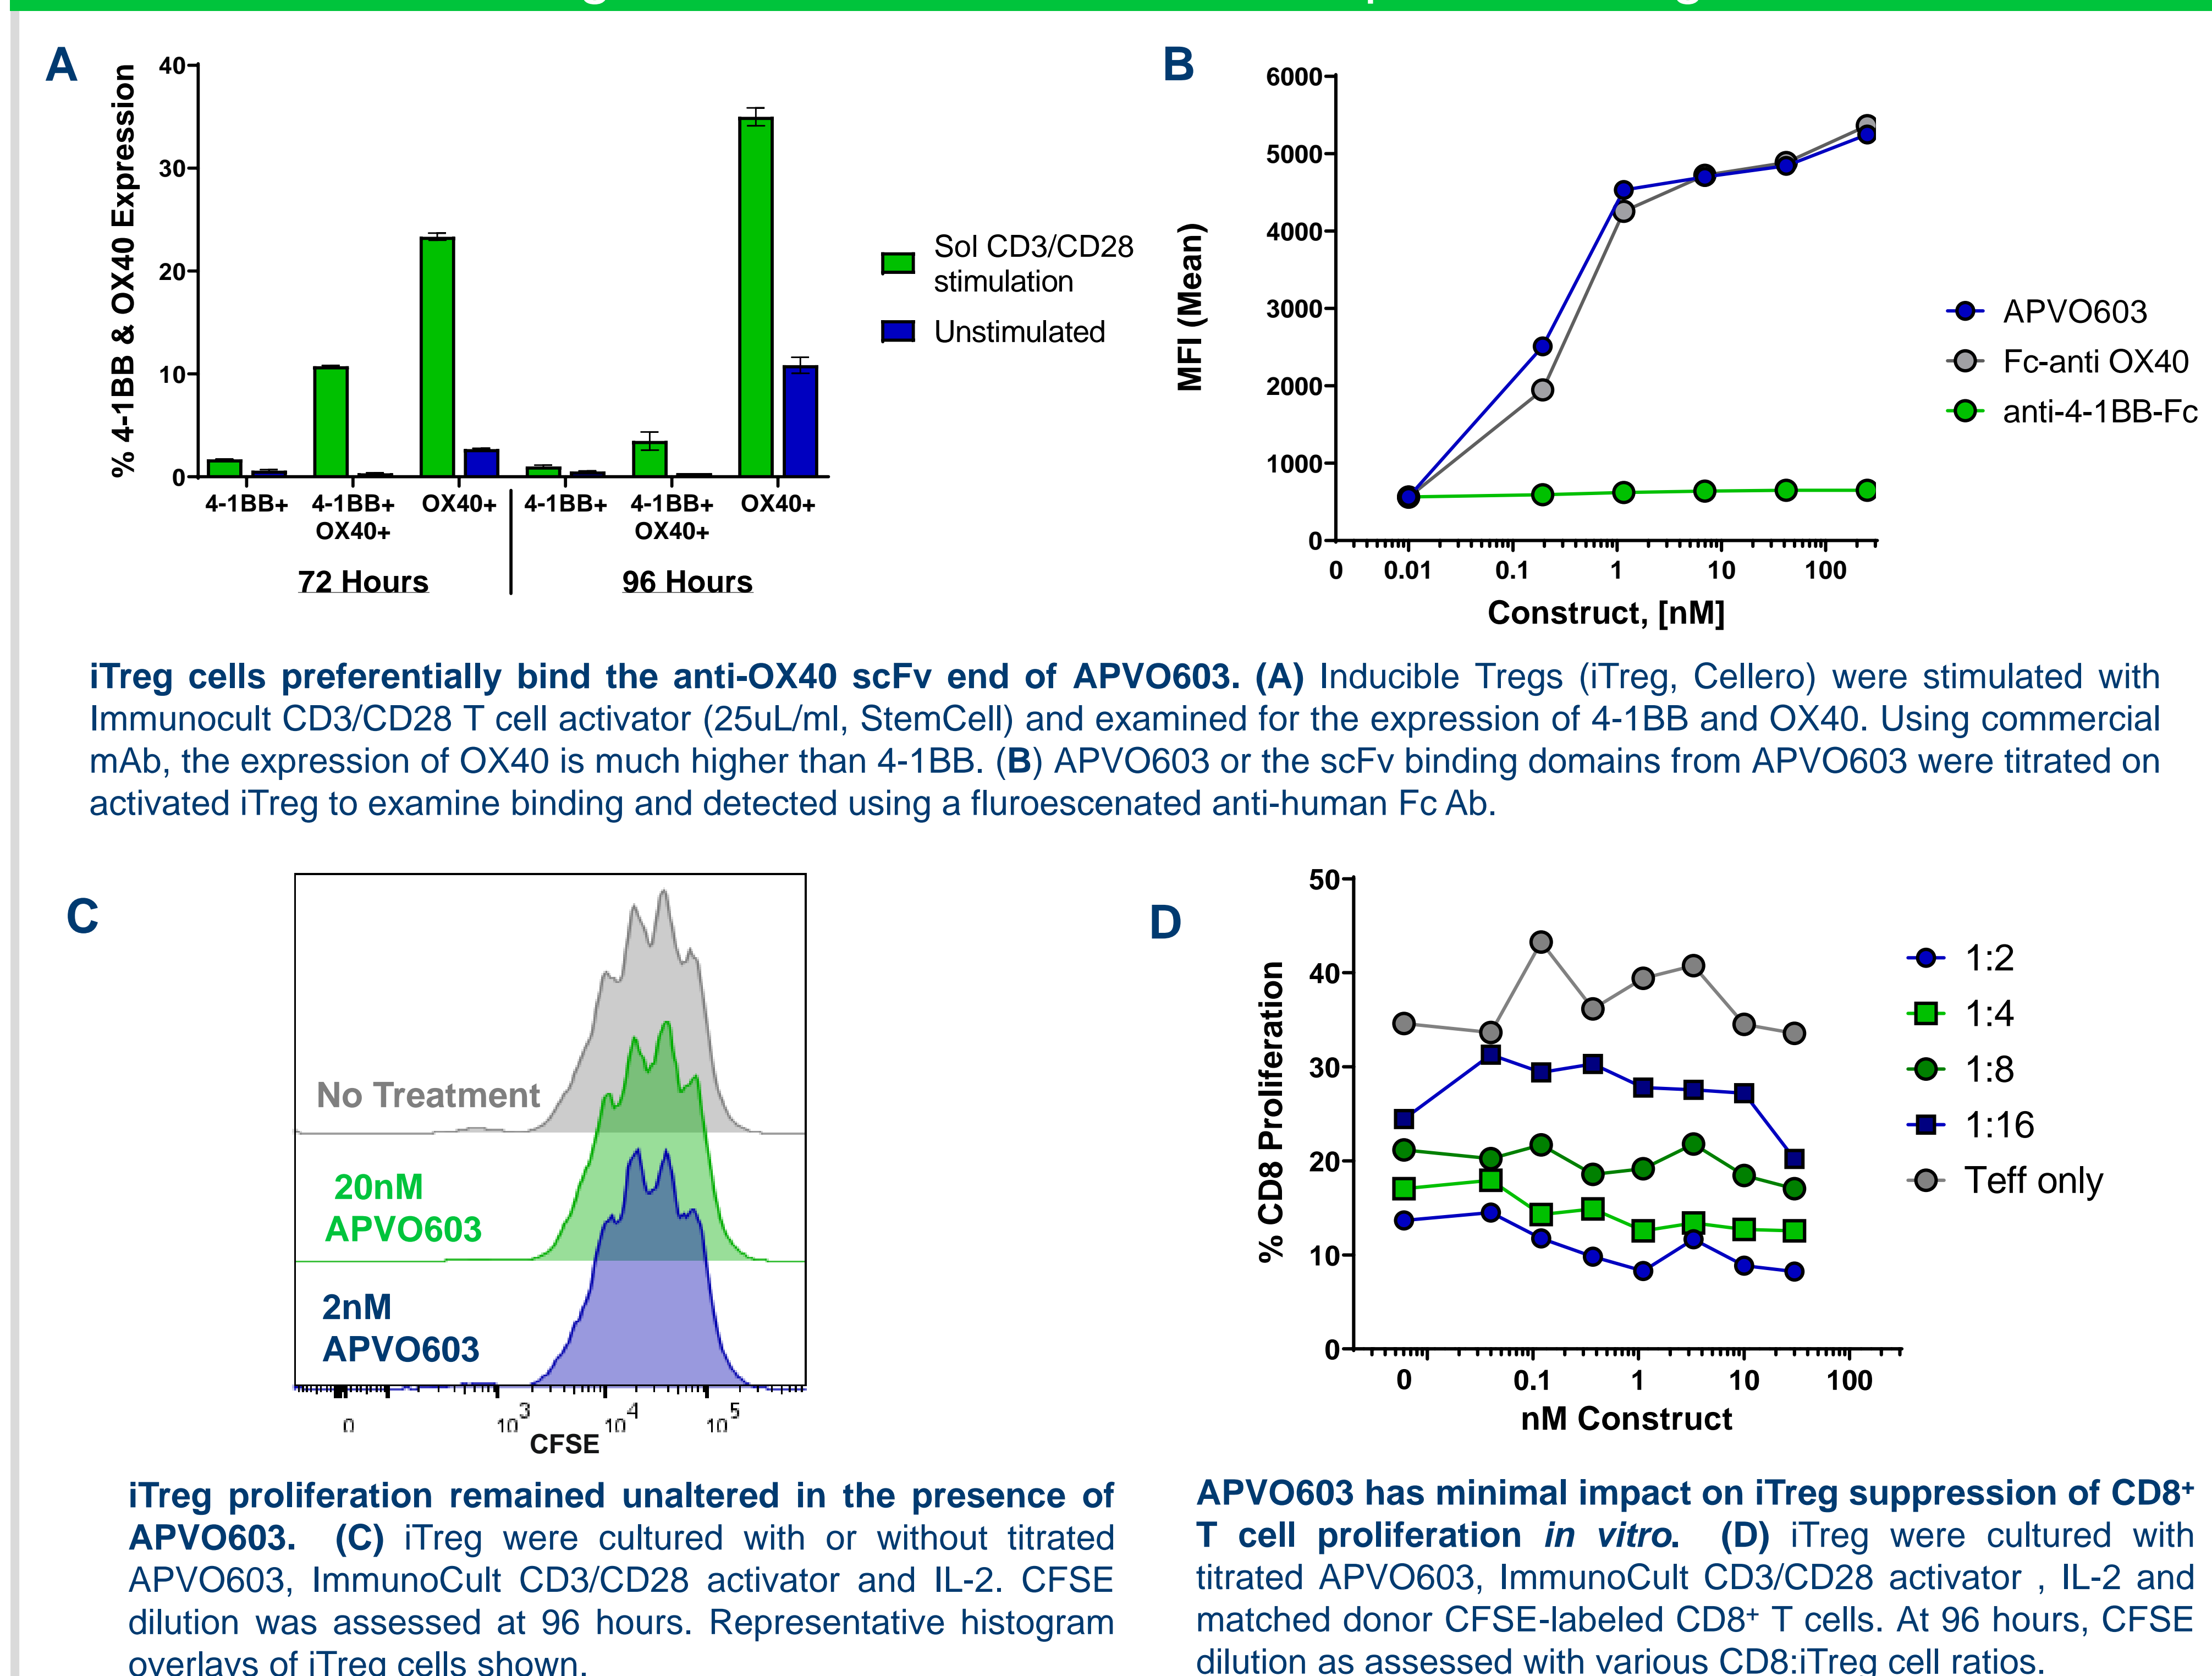 A
% 4-1BB & OX40 Expression
40
30
20
10
0
4-1BB+
4-1BB+
OX40+
OX40+
4-1BB+
4-1BB+
OX40+
OX40+
72 Hours
96 Hours
Sol CD3/CD28
stimulation
Unstimulated
B
MFI (Mean)
6000
5000
4000
3000
2000
1000
0
0 0.01 0.1 1 10 100
Construct, [nM]
APVO603
Fc-anti OX40
anti-4-1BB-Fc
iTreg cells preferentially bind the anti-OX40 scFv end of APVO603. (A) Inducible Tregs (iTreg, Cellero) were stimulated with
Immunocult CD3/CD28 T cell activator (25uL/ml, StemCell) and examined for the expression of 4-1BB and OX40. Using commercial
mAb, the expression of OX40 is much higher than 4-1BB. (B) APVO603 or the scFv binding domains from APVO603 were titrated on
activated iTreg to examine binding and detected using a fluroescenated anti-human Fc Ab.
C
No Treatment
20nM
APVO603
2nM
APVO603
0 10^3 10^4 10^5
CFSE
iTreg proliferation remained unaltered in the presence of
APVO603. (C) iTreg were cultured with or without titrated
APVO603, ImmunoCult CD3/CD28 activator and IL-2. CFSE
dilution was assessed at 96 hours. Representative histogram
overlays of iTreg cells shown.
D
% CD8 Proliferation
50
40
30
20
10
0
0 0.1 1 10 100
nM Construct
1:2
1:4
1:8
1:16
Teff only
APVO603 has minimal impact on iTreg suppression of CD8⁺
T cell proliferation in vitro. (D) iTreg were cultured with
titrated APVO603, ImmunoCult CD3/CD28 activator , IL-2 and
matched donor CFSE-labeled CD8⁺ T cells. At 96 hours, CFSE
dilution as assessed with various CD8:iTreg cell ratios.